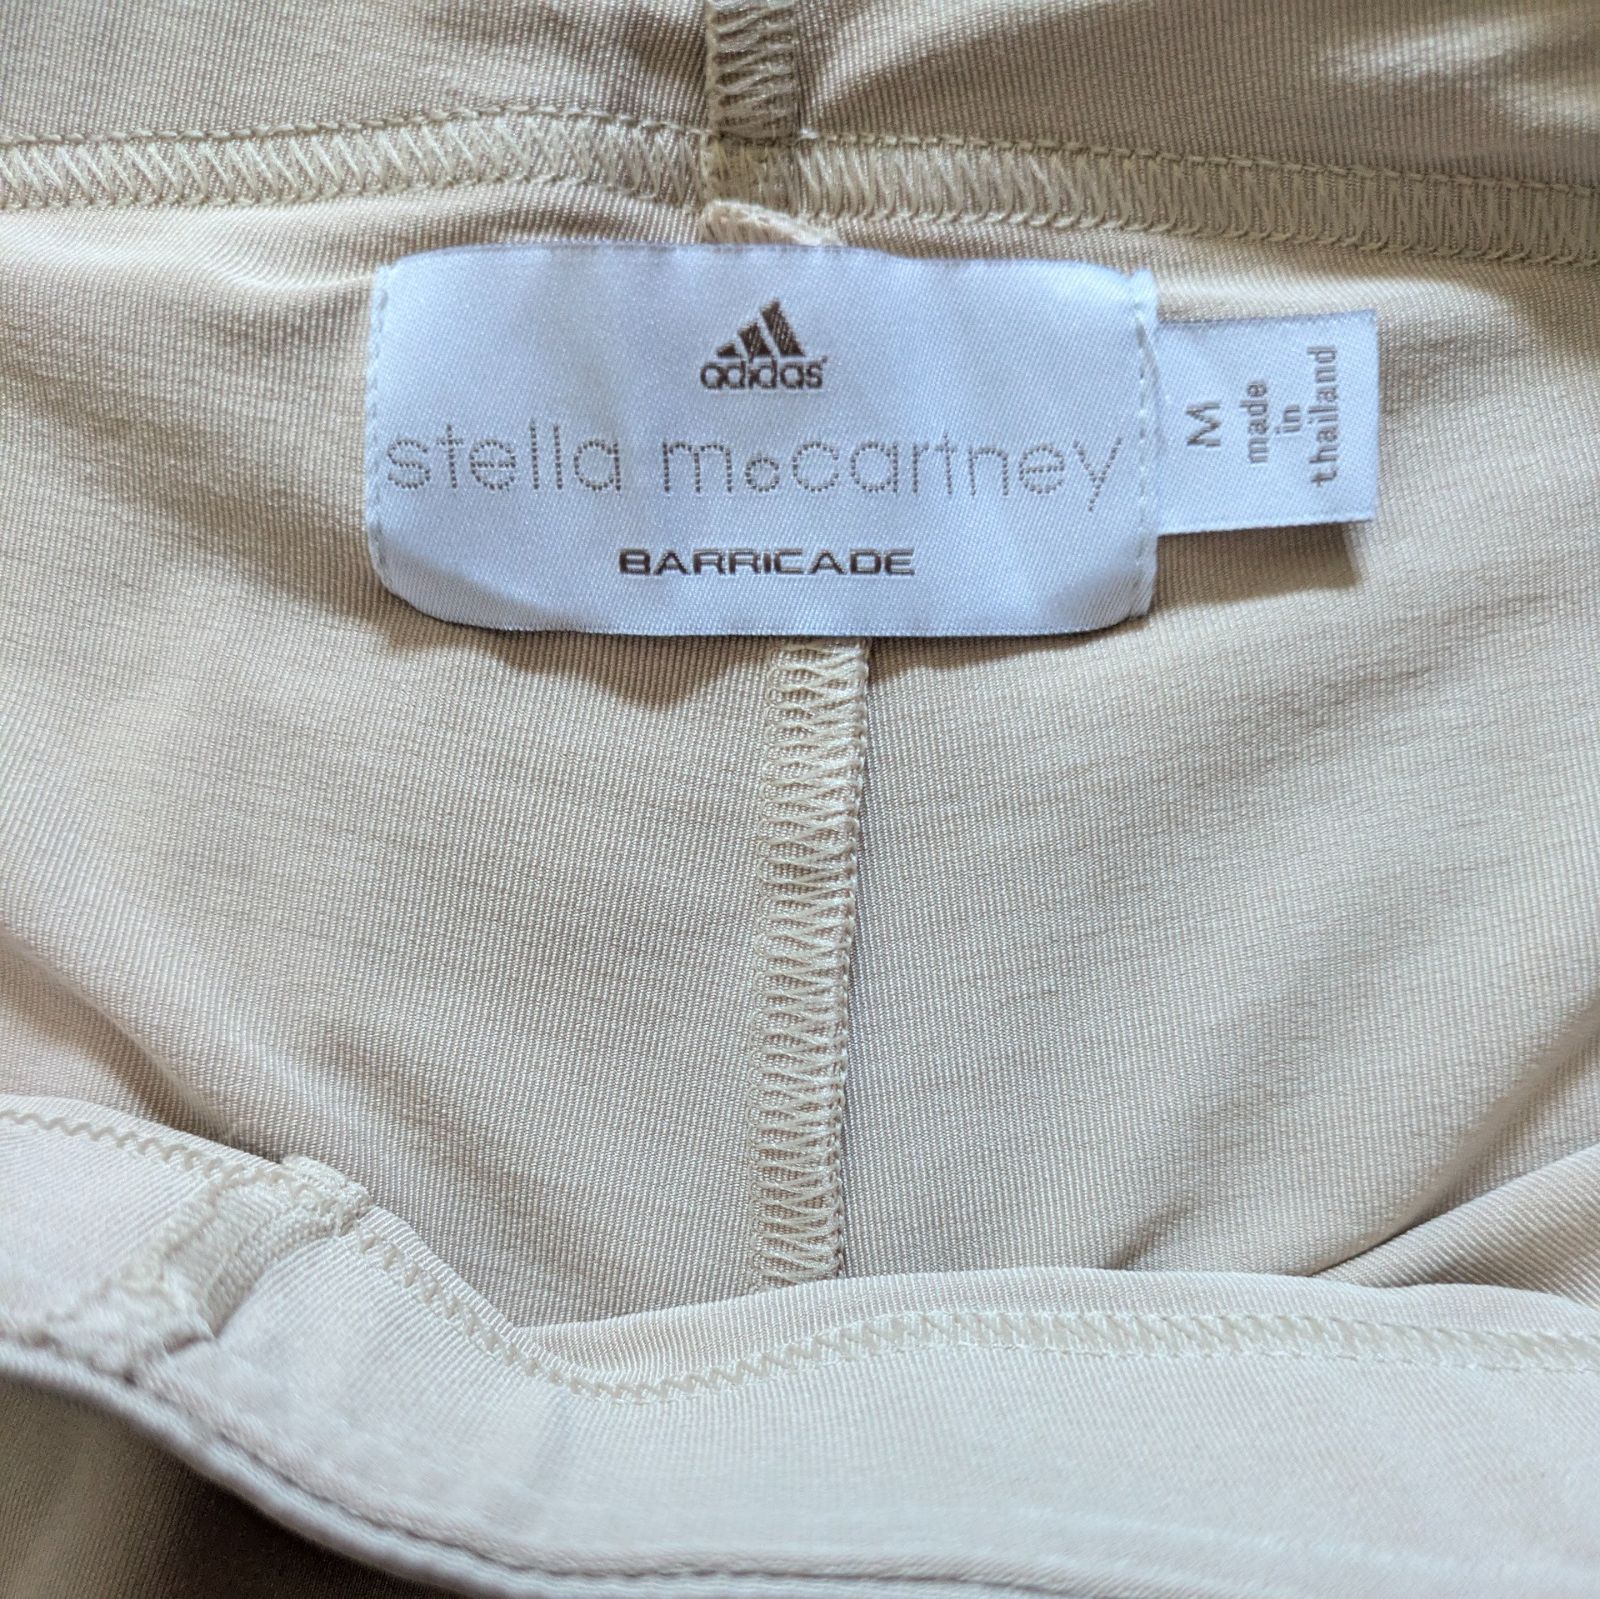 adidas
stella mccartney
BARRICADE
M
made
in
thailand